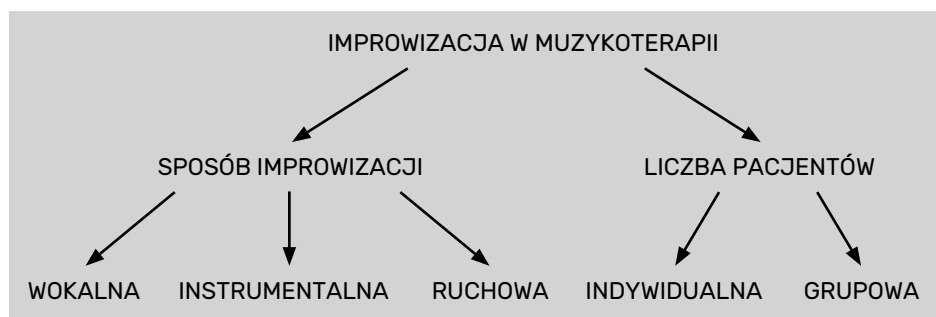 IMPROWIZACJA W MUZYKOTERAPII
SPOSÓB IMPROWIZACJI
LICZBA PACJENTÓW
WOKALNA
INSTRUMENTALNA
RUCHOWA
INDYWIDUALNA
GRUPOWA